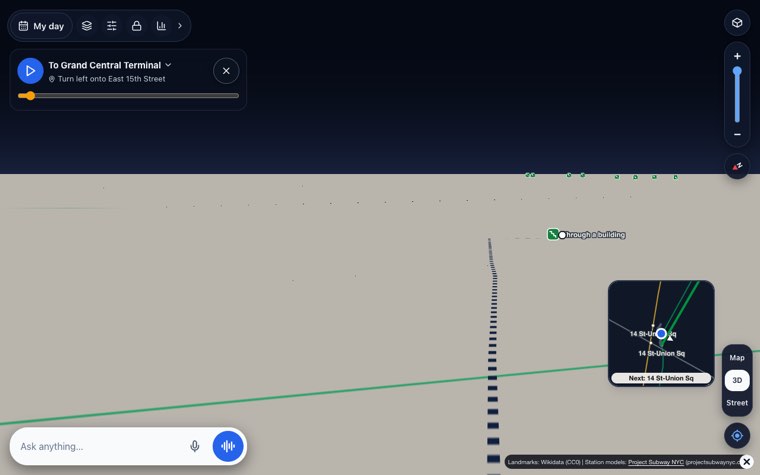 My day
To Grand Central Terminal
Turn left onto East 15th Street
through a building
14 St-Union Sq
14 St-Union Sq
Next: 14 St-Union Sq
Map
3D
Street
Ask anything...
Landmarks: Wikidata (CC0) | Station models: Project Subway NYC (projectsubwaynyc.c